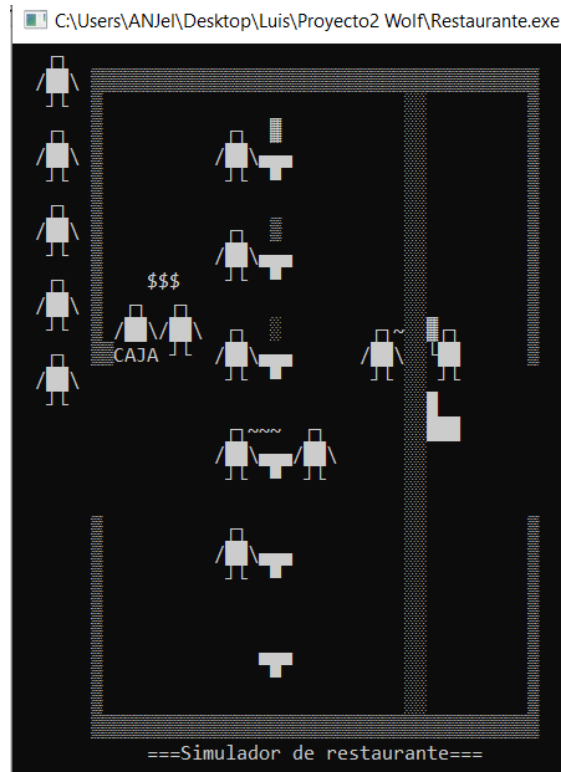 C:\Users\ANJel\Desktop\Luis\Proyecto2 Wolf\Restaurante.exe
$$$
CAJA
~
~~~
===Simulador de restaurante===